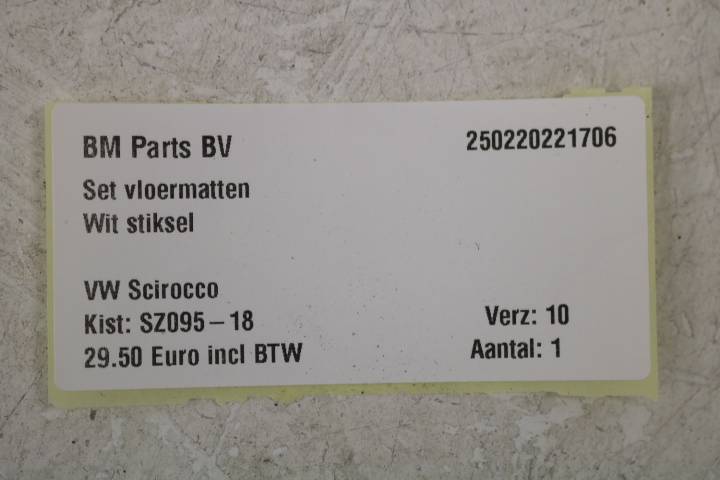 BM Parts BV 250220221706
Set vloermatten
Wit stiksel
VW Scirocco
Kist: SZ095-18 Verz: 10
29.50 Euro incl BTW Aantal: 1